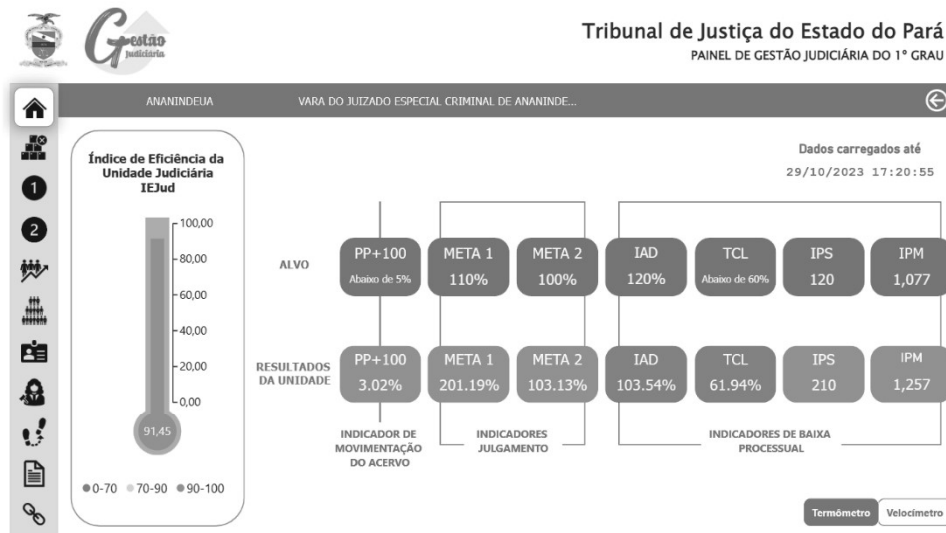 Gestão
Judiciária
Tribunal de Justiça do Estado do Pará
PAINEL DE GESTÃO JUDICIÁRIA DO 1° GRAU
ANANINDEUA
VARA DO JUIZADO ESPECIAL CRIMINAL DE ANANINDE...
Dados carregados até
29/10/2023 17:20:55
1
2
Índice de Eficiência da
Unidade Judiciária
IEJud
100,00
80,00
60,00
40,00
20,00
0,00
91,45
0-70
70-90
90-100
ALVO
PP+100
Abaixo de 5%
META 1
110%
META 2
100%
IAD
120%
TCL
Abaixo de 60%
IPS
120
IPM
1,077
RESULTADOS
DA UNIDADE
PP+100
3.02%
META 1
201.19%
META 2
103.13%
IAD
103.54%
TCL
61.94%
IPS
210
IPM
1,257
INDICADOR DE
MOVIMENTAÇÃO
DO ACERVO
INDICADORES
JULGAMENTO
INDICADORES DE BAIXA
PROCESSUAL
Termômetro
Velocímetro